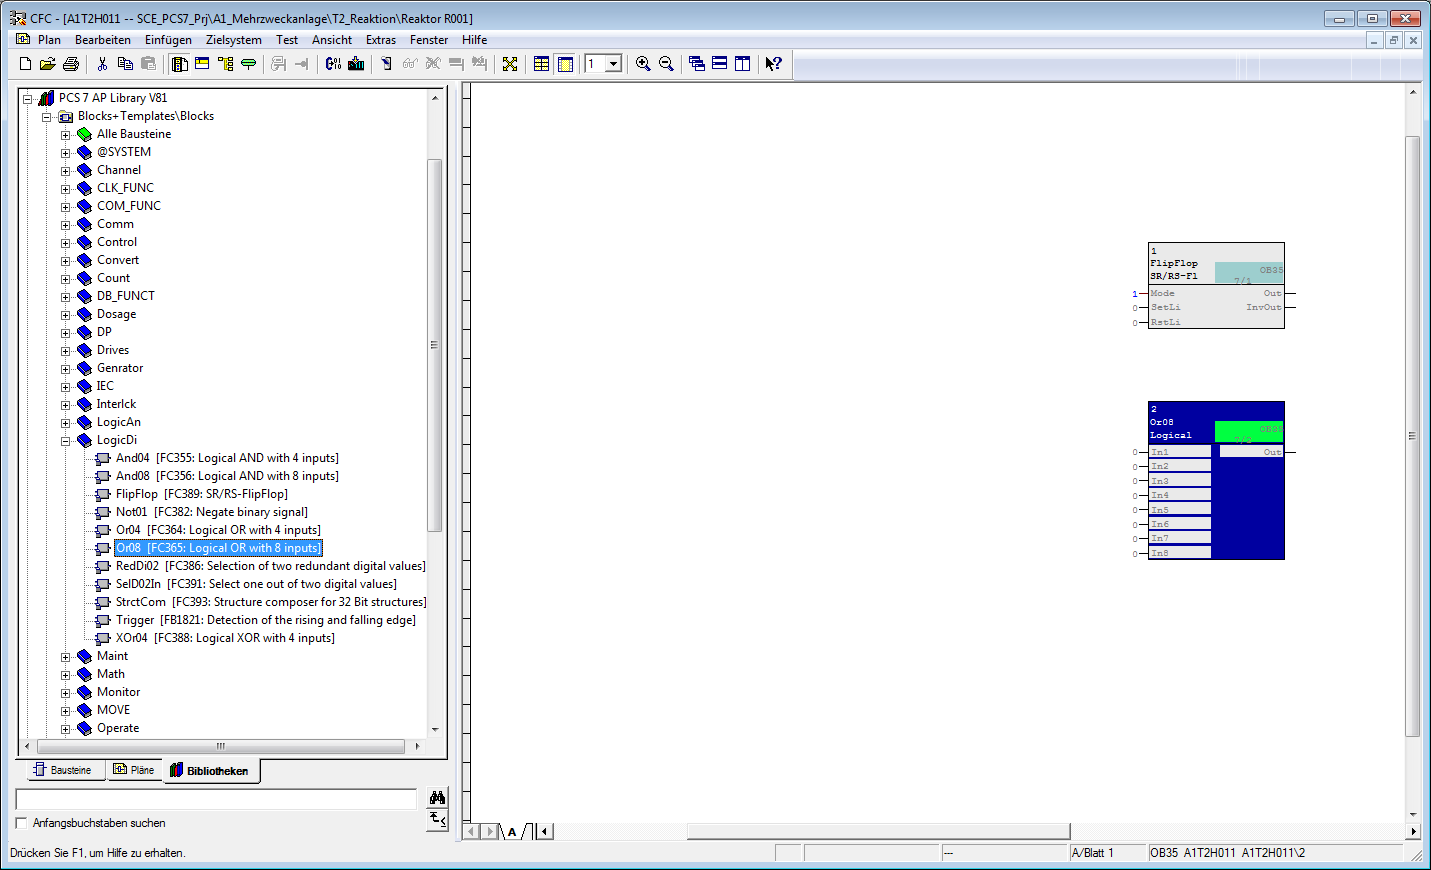 CFC - [A1T2H011 -- SCE_PCS7_Prj\A1_Mehrzweckanlage\T2_Reaktion\Reaktor R001]
Plan Bearbeiten Einfügen Zielsystem Test Ansicht Extras Fenster Hilfe
1
PCS 7 AP Library V81
Blocks+Templates\Blocks
Alle Bausteine
@SYSTEM
Channel
CLK_FUNC
COM_FUNC
Comm
Control
Convert
Count
DB_FUNCT
Dosage
DP
Drives
Genrator
IEC
Interlck
LogicAn
LogicDi
And04 [FC355: Logical AND with 4 inputs]
And08 [FC356: Logical AND with 8 inputs]
FlipFlop [FC389: SR/RS-FlipFlop]
Not01 [FC382: Negate binary signal]
Or04 [FC364: Logical OR with 4 inputs]
Or08 [FC365: Logical OR with 8 inputs]
RedDi02 [FC386: Selection of two redundant digital values]
SelD02In [FC391: Select one out of two digital values]
StrctCom [FC393: Structure composer for 32 Bit structures]
Trigger [FB1821: Detection of the rising and falling edge]
XOr04 [FC388: Logical XOR with 4 inputs]
Maint
Math
Monitor
MOVE
Operate
Bausteine Pläne Bibliotheken
Anfangsbuchstaben suchen
1
FlipFlop
SR/RS-Fl
OB35
7/1
1 Mode Out
0 SetLi InvOut
0 RstLi
2
Or08
Logical
OB35
7/2
0 In1 Out
0 In2
0 In3
0 In4
0 In5
0 In6
0 In7
0 In8
A
Drücken Sie F1, um Hilfe zu erhalten.
---
A/Blatt 1
OB35 A1T2H011 A1T2H011\2